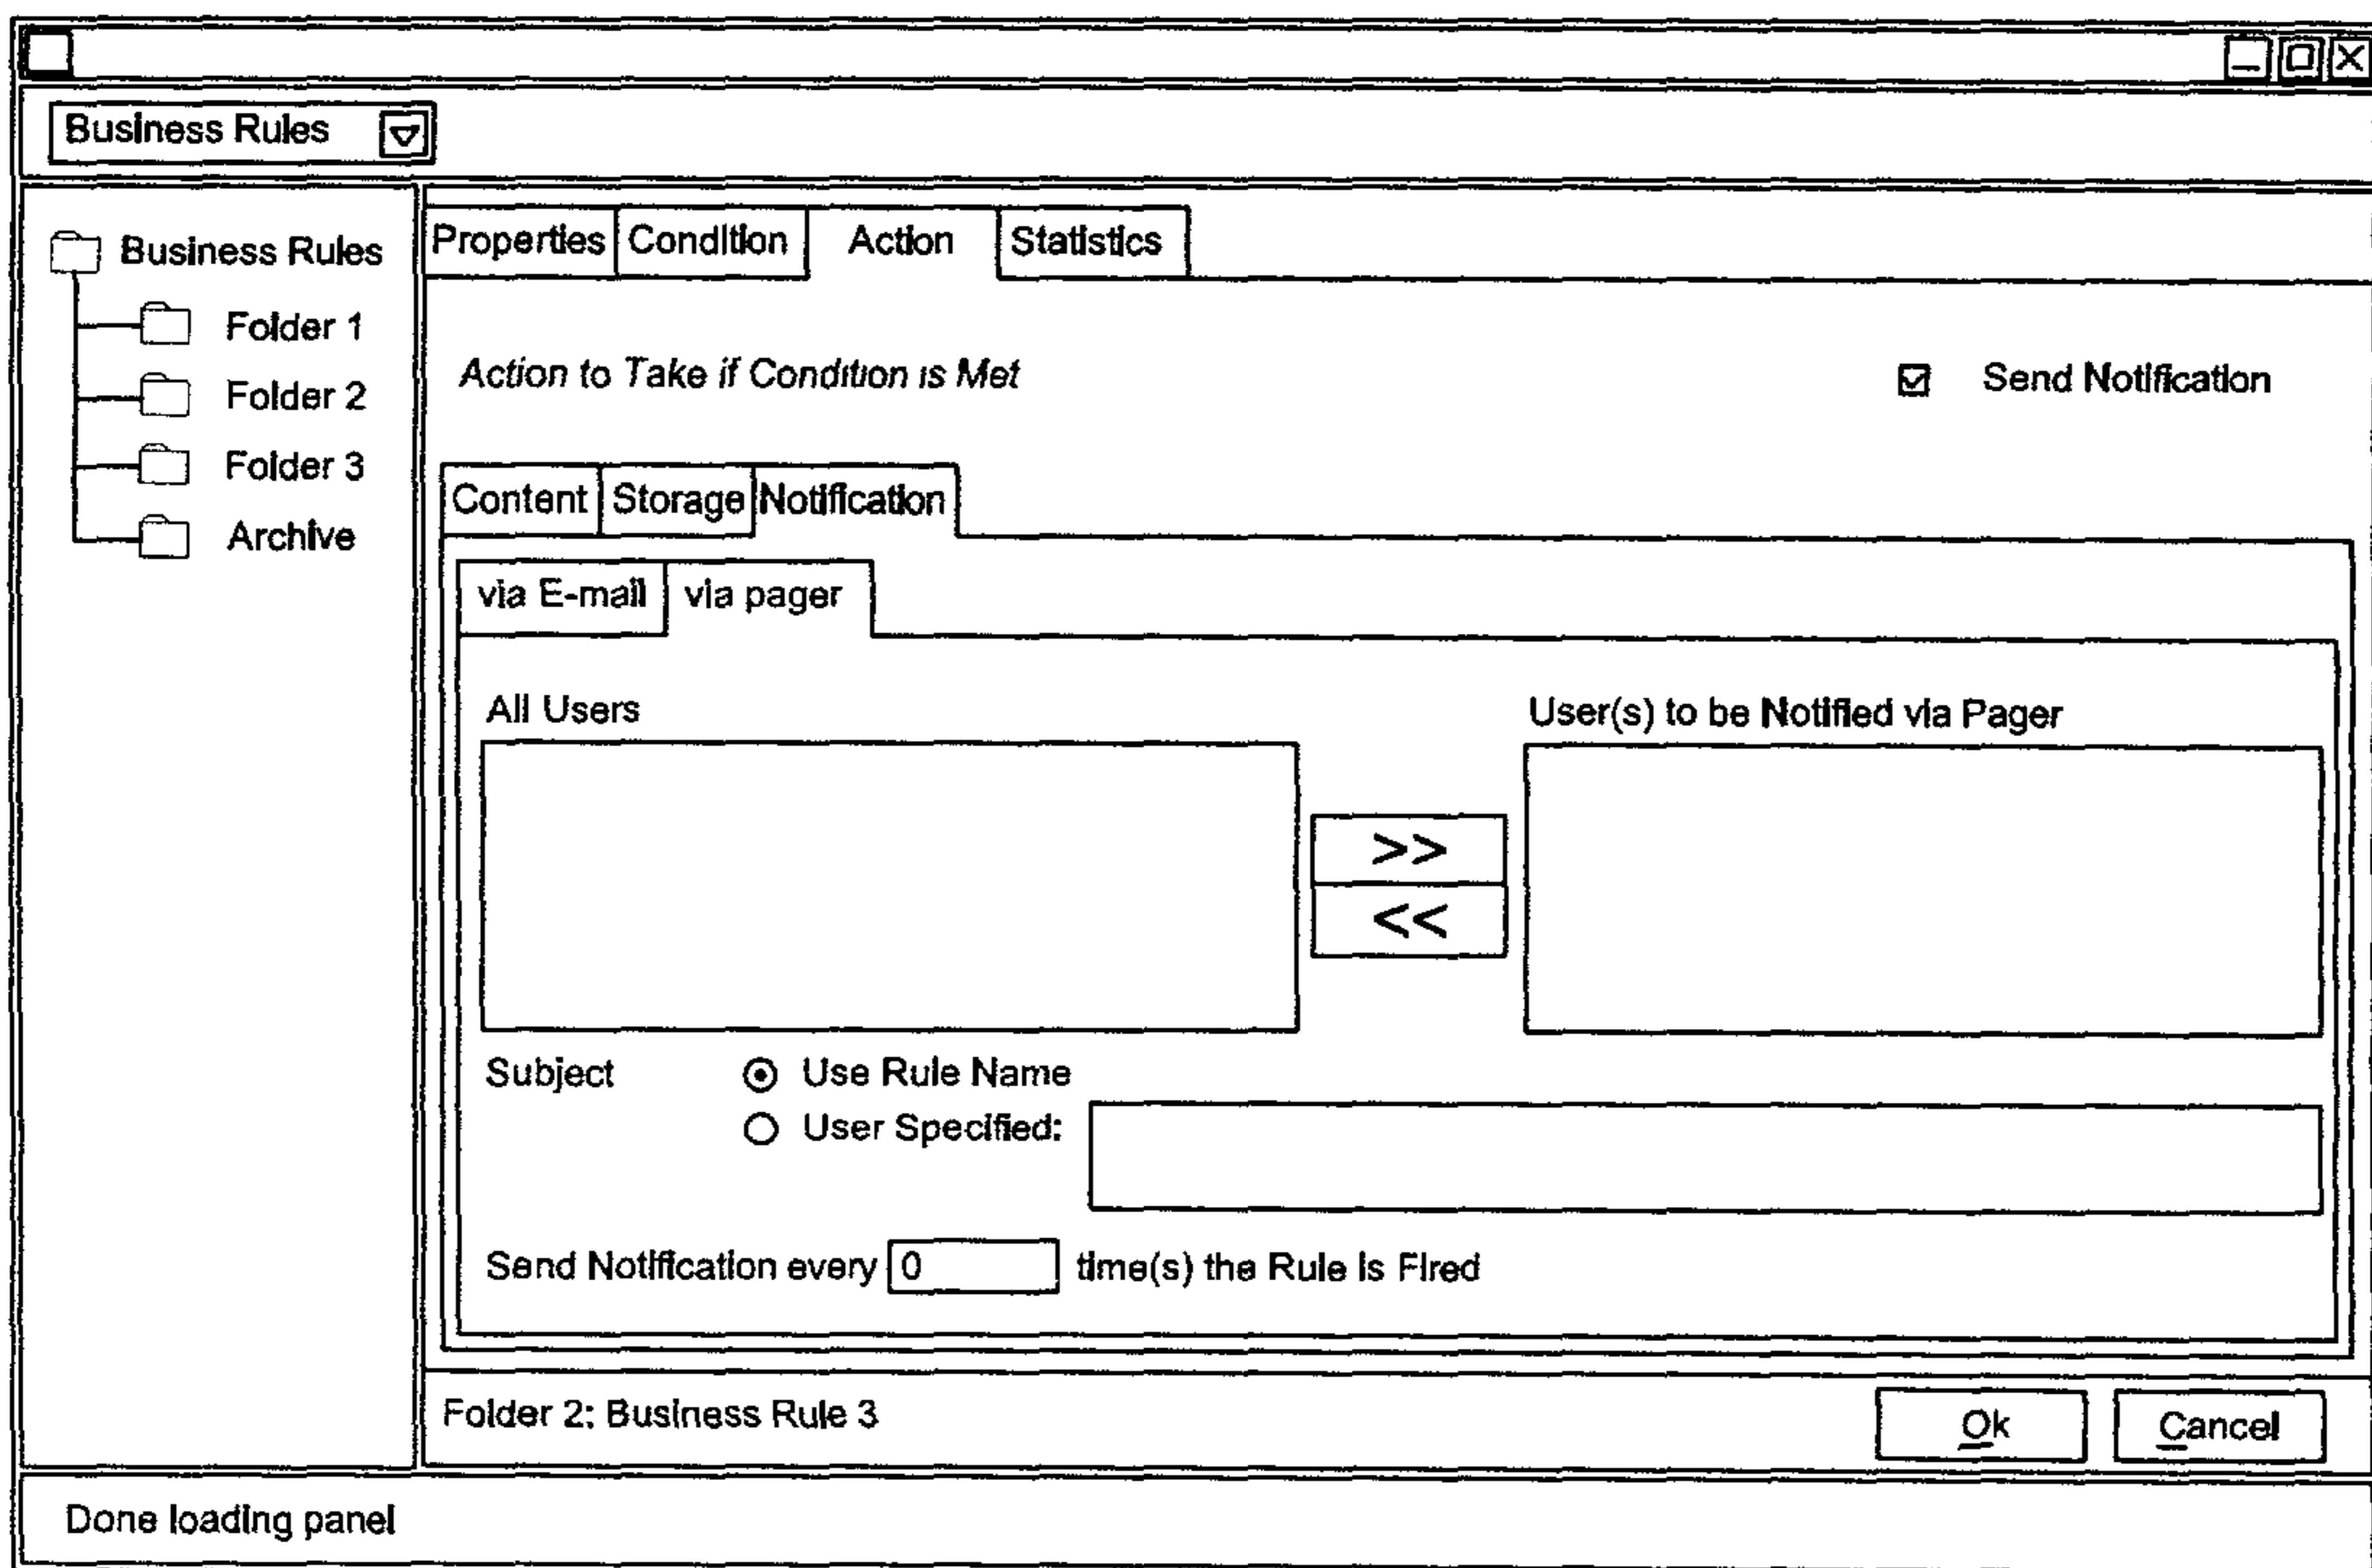 Business Rules
Business Rules
Folder 1
Folder 2
Folder 3
Archive
Properties Condition Action Statistics
Action to Take if Condition is Met
Send Notification
Content Storage Notification
via E-mail via pager
All Users
User(s) to be Notified via Pager
>>
<<
Subject Use Rule Name
User Specified:
Send Notification every 0 time(s) the Rule is Fired
Folder 2: Business Rule 3
Ok Cancel
Done loading panel